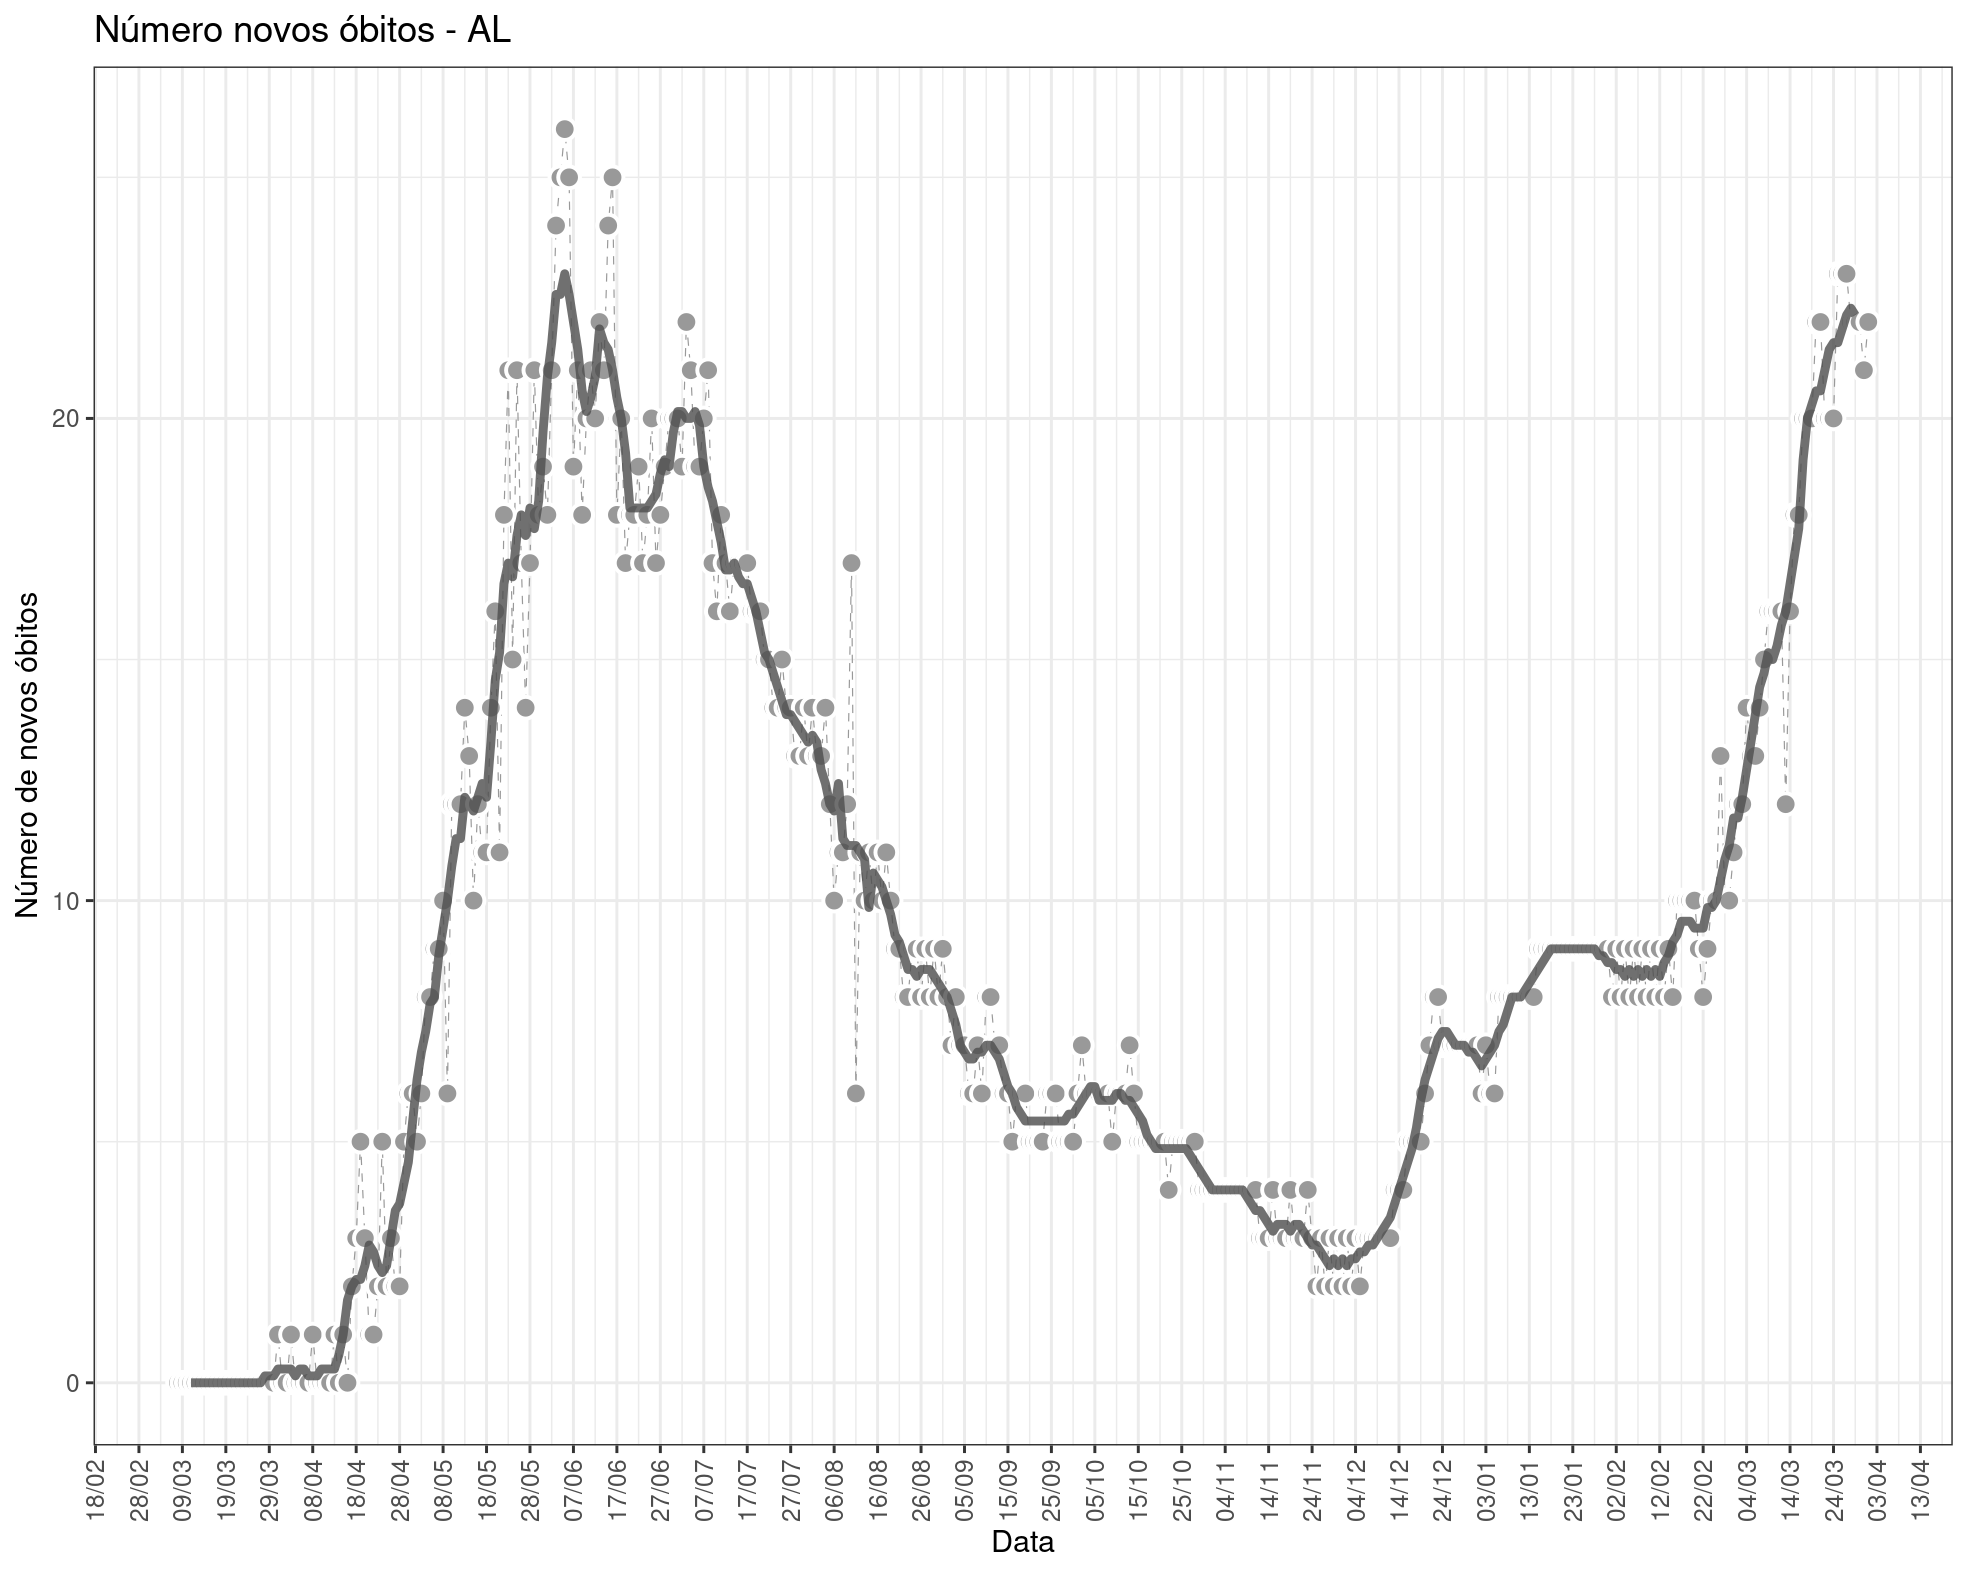 Número novos óbitos - AL
Número de novos óbitos
20
10
0
18/02 28/02 09/03 19/03 29/03 08/04 18/04 28/04 08/05 18/05 28/05 07/06 17/06 27/06 07/07 17/07 27/07 06/08 16/08 26/08 05/09 15/09 25/09 05/10 15/10 25/10 04/11 14/11 24/11 04/12 14/12 24/12 03/01 13/01 23/01 02/02 12/02 22/02 04/03 14/03 24/03 03/04 13/04
Data